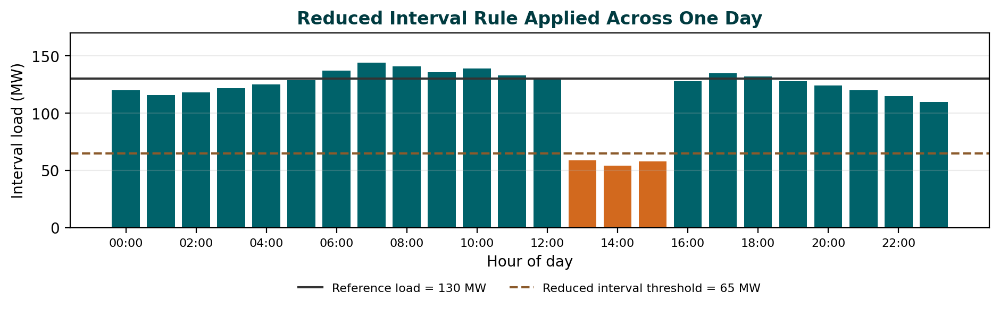 Reduced Interval Rule Applied Across One Day
Interval load (MW)
150
100
50
0
00:00 02:00 04:00 06:00 08:00 10:00 12:00 14:00 16:00 18:00 20:00 22:00
Hour of day
Reference load = 130 MW Reduced interval threshold = 65 MW